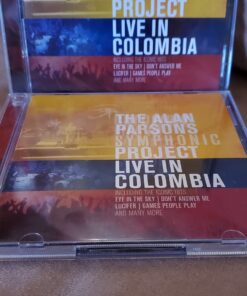 PROJECT
LIVE IN
COLOMBIA
INCLUDING THE ICONIC HITS
EYE IN THE SKY | DON'T ANSWER ME
LUCIFER | GAMES PEOPLE PLAY
AND MANY MORE
THE ALAN
PARSONS
SYMPHONIC
PROJECT
LIVE IN
COLOMBIA
INCLUDING THE ICONIC HITS
EYE IN THE SKY | DON'T ANSWER ME
LUCIFER | GAMES PEOPLE PLAY
AND MANY MORE